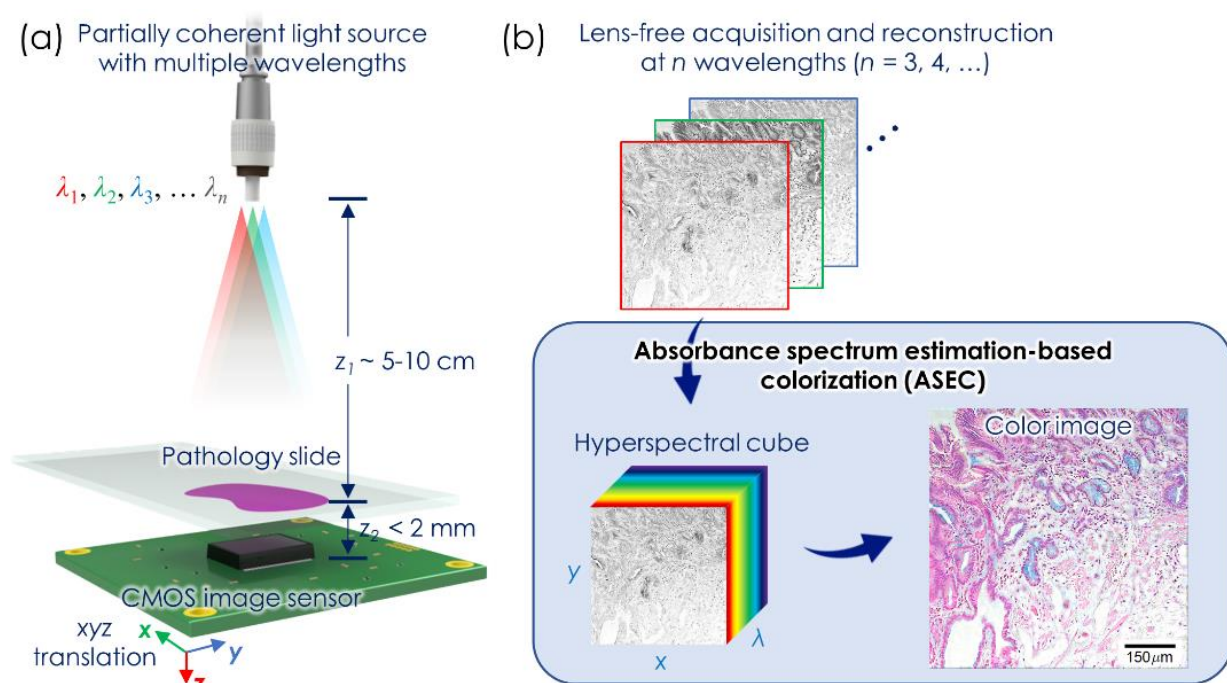 (a) Partially coherent light source
with multiple wavelengths
λ1, λ2, λ3, … λn
z1 ~ 5-10 cm
Pathology slide
z2 < 2 mm
CMOS image sensor
xyz
translation
x
y
z
(b) Lens-free acquisition and reconstruction
at n wavelengths (n = 3, 4, …)
Absorbance spectrum estimation-based
colorization (ASEC)
Hyperspectral cube
y
x
λ
Color image
150μm